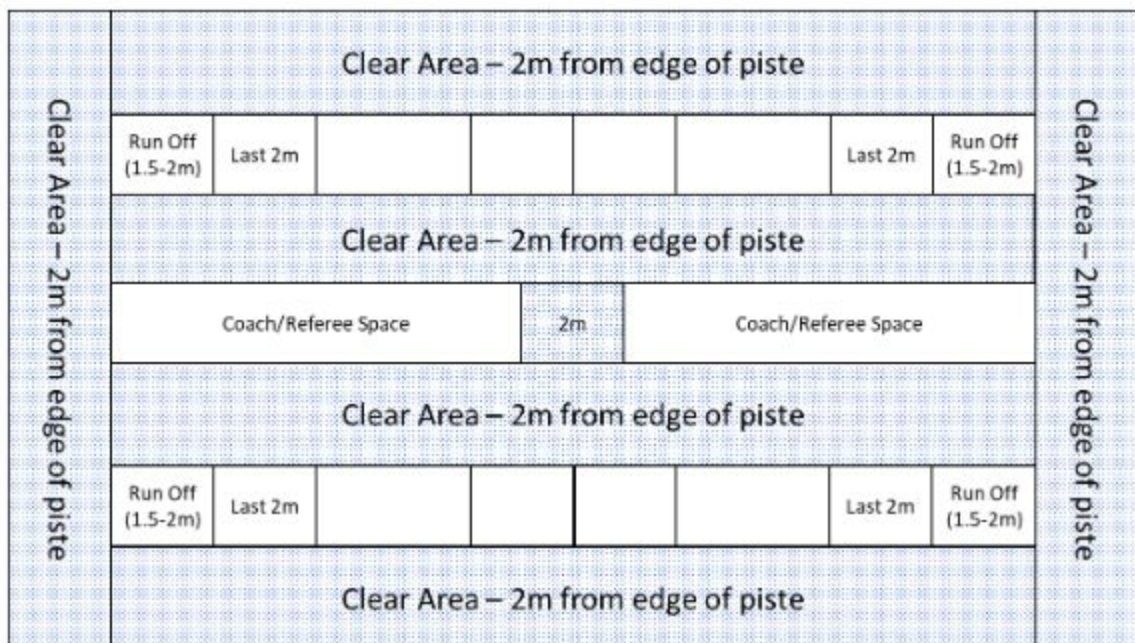 Clear Area – 2m from edge of piste
Clear Area – 2m from edge of piste
Clear Area – 2m from edge of piste
Run Off
(1.5-2m)
Last 2m
Last 2m
Run Off
(1.5-2m)
Clear Area – 2m from edge of piste
Coach/Referee Space
2m
Coach/Referee Space
Clear Area – 2m from edge of piste
Run Off
(1.5-2m)
Last 2m
Last 2m
Run Off
(1.5-2m)
Clear Area – 2m from edge of piste